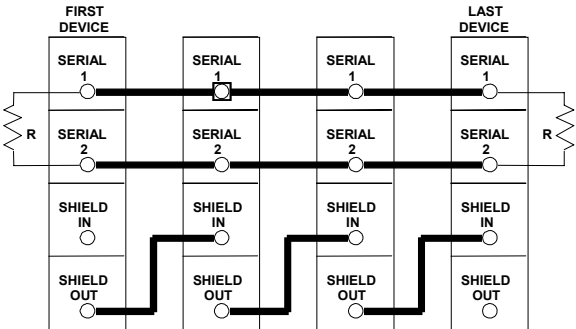 FIRST
DEVICE
LAST
DEVICE
SERIAL
1
SERIAL
1
SERIAL
1
SERIAL
1
R
SERIAL
2
SERIAL
2
SERIAL
2
SERIAL
2
R
SHIELD
IN
SHIELD
IN
SHIELD
IN
SHIELD
IN
SHIELD
OUT
SHIELD
OUT
SHIELD
OUT
SHIELD
OUT